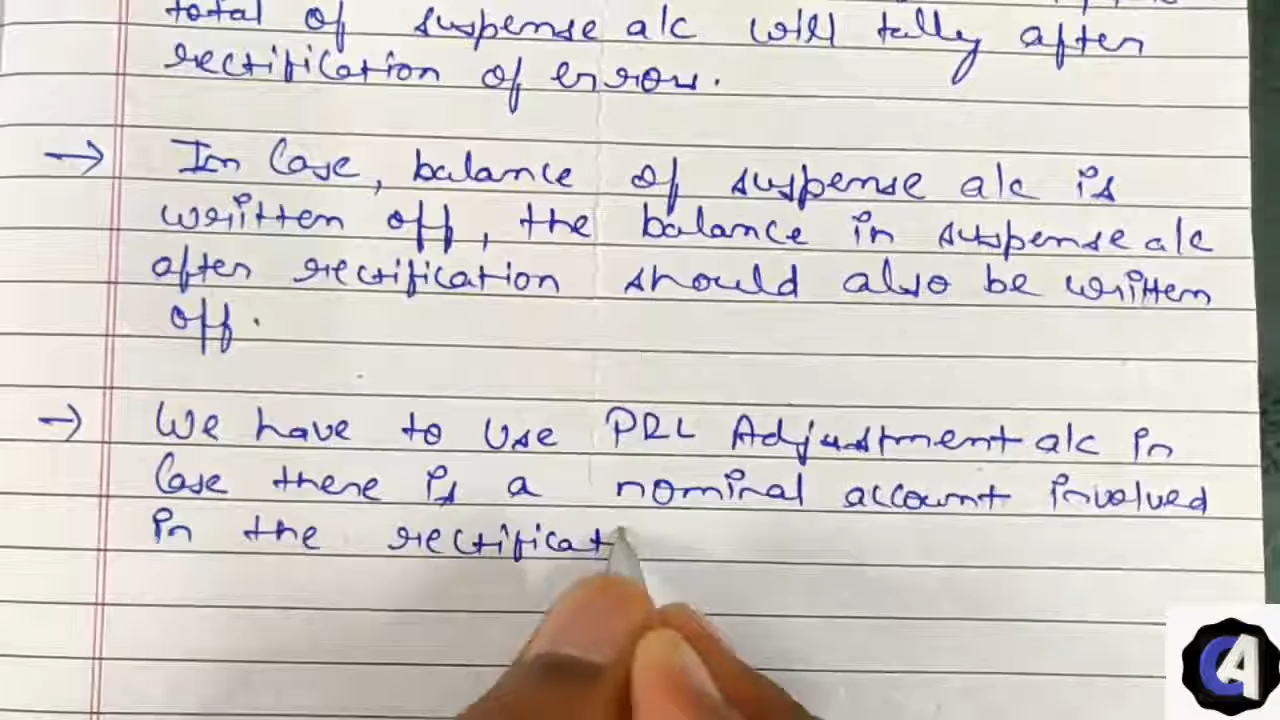 total of suspense a/c will tally after
rectification of error.
→ In Case, balance of suspense a/c is
written off, the balance in suspense a/c
after rectification should also be written
off.
→ We have to use P&L Adjustment a/c in
Case there is a nominal account involved
in the rectificat
CA